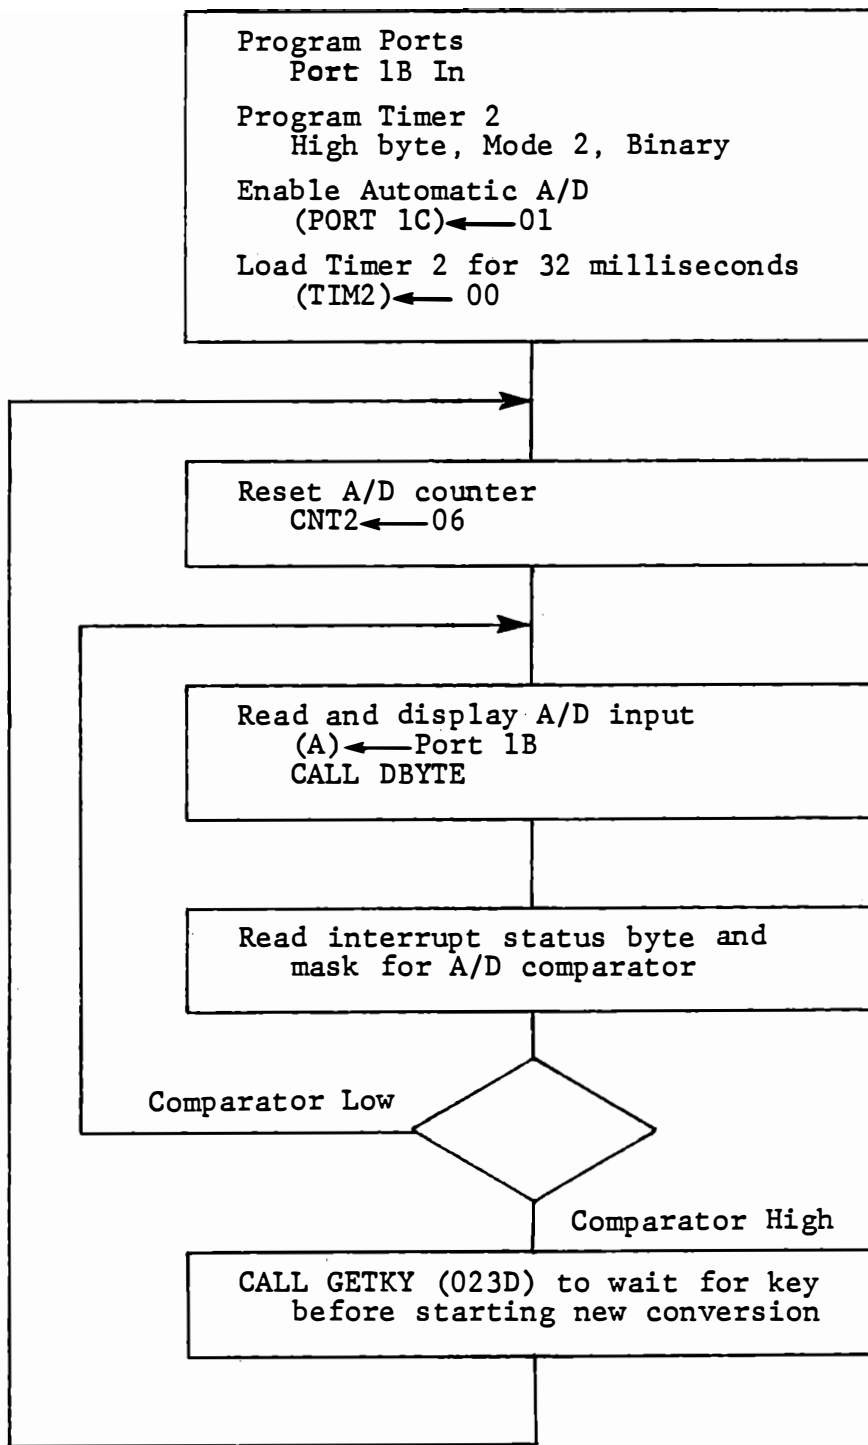 Program Ports
Port 1B In
Program Timer 2
High byte, Mode 2, Binary
Enable Automatic A/D
(PORT 1C)←01
Load Timer 2 for 32 milliseconds
(TIM2)← 00
Reset A/D counter
CNT2←06
Read and display A/D input
(A)←Port 1B
CALL DBYTE
Read interrupt status byte and
mask for A/D comparator
Comparator Low
Comparator High
CALL GETKY (023D) to wait for key
before starting new conversion